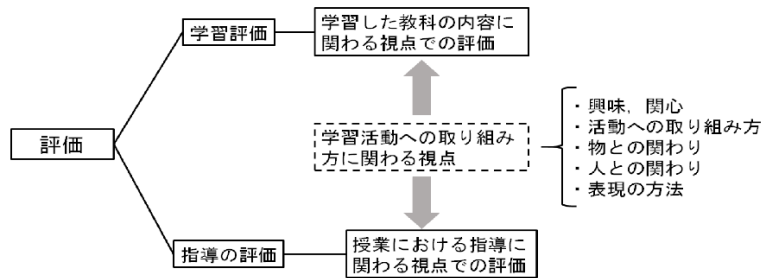 学習評価
学習した教科の内容に
関わる視点での評価
・興味，関心
・活動への取り組み方
・物との関わり
・人との関わり
・表現の方法
評価
学習活動への取り組み
方に関わる視点
指導の評価
授業における指導に
関わる視点での評価